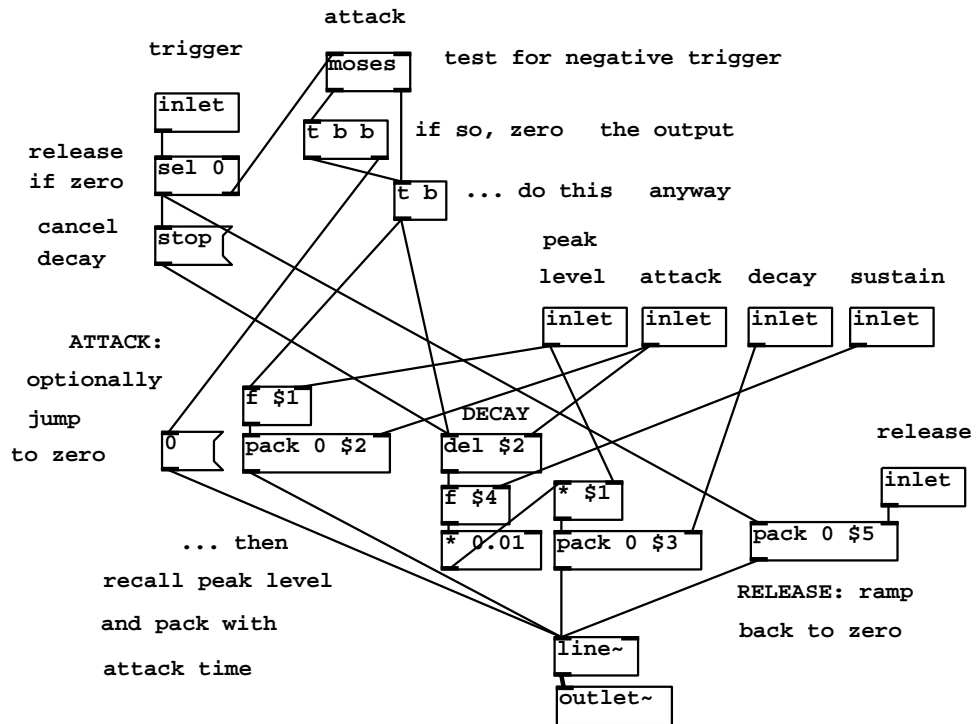 attack
trigger
moses
test for negative trigger
inlet
t b b
if so, zero the output
release
if zero
sel 0
t b
... do this anyway
cancel
decay
stop
peak
level
attack
decay
sustain
inlet
inlet
inlet
inlet
ATTACK:
optionally
jump
to zero
f $1
DECAY
0
pack 0 $2
del $2
release
inlet
f $4
* $1
* 0.01
pack 0 $3
pack 0 $5
... then
recall peak level
and pack with
attack time
RELEASE: ramp
back to zero
line~
outlet~